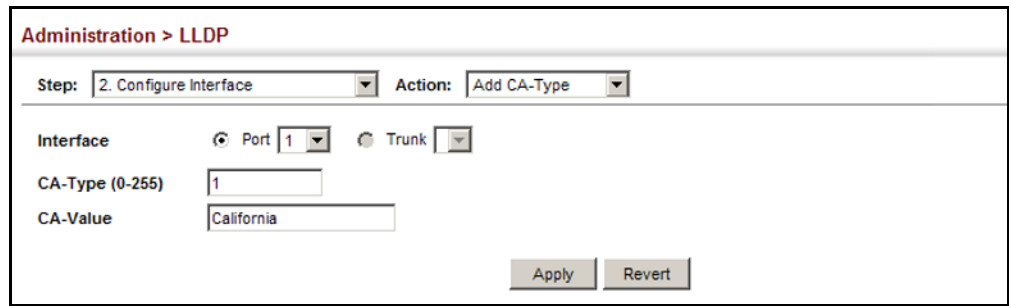 Administration > LLDP
Step: 2. Configure Interface Action: Add CA-Type
Interface Port 1 Trunk
CA-Type (0-255) 1
CA-Value California
Apply Revert